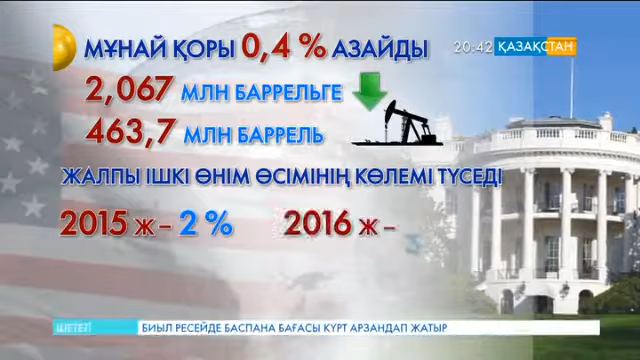 МҰНАЙ ҚОРЫ 0,4 % АЗАЙДЫ
20:42 ҚАЗАҚСТАН
2,067 МЛН БАРРЕЛЬГЕ
463,7 МЛН БАРРЕЛЬ
ЖАЛПЫ ІШКІ ӨНІМ ӨСІМІНІҢ КӨЛЕМІ ТҮСЕДІ
2015 ж – 2 % 2016 ж –
ШЕТЕЛ БИЫЛ РЕСЕЙДЕ БАСПАНА БАҒАСЫ КҮРТ АРЗАНДАП ЖАТЫР